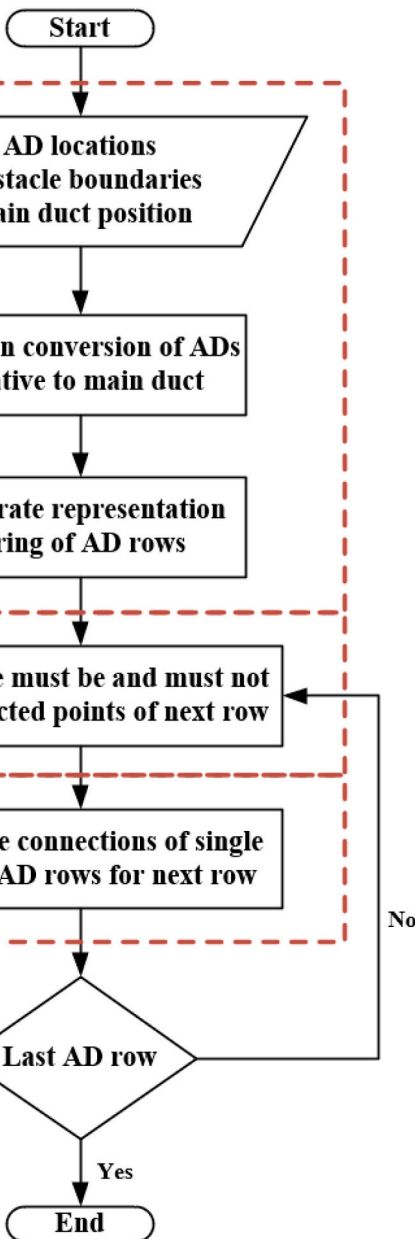 Start
AD locations
stacle boundaries
ain duct position
n conversion of ADs
tive to main duct
rate representation
ring of AD rows
e must be and must not
cted points of next row
e connections of single
AD rows for next row
No
Last AD row
Yes
End